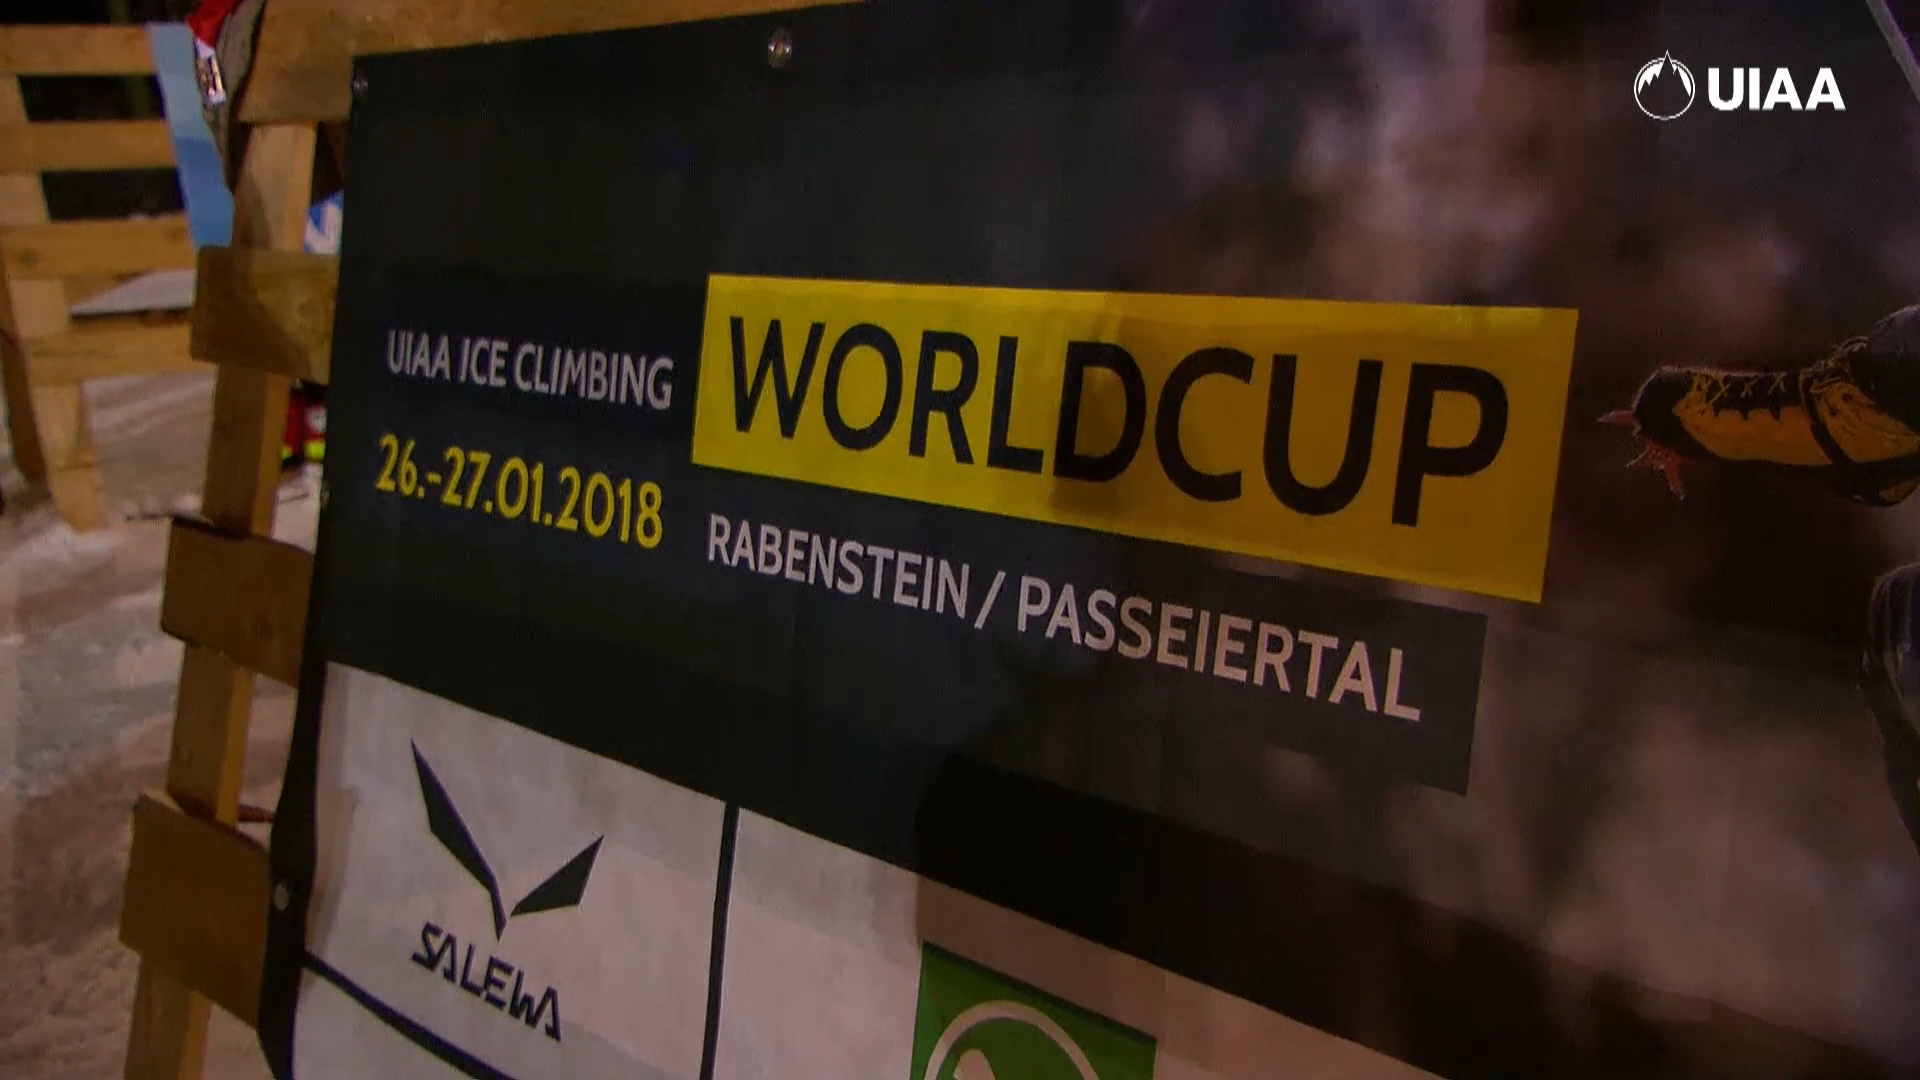 UIAA
UIAA ICE CLIMBING WORLDCUP
26.-27.01.2018 RABENSTEIN / PASSEIERTAL
SALEWA